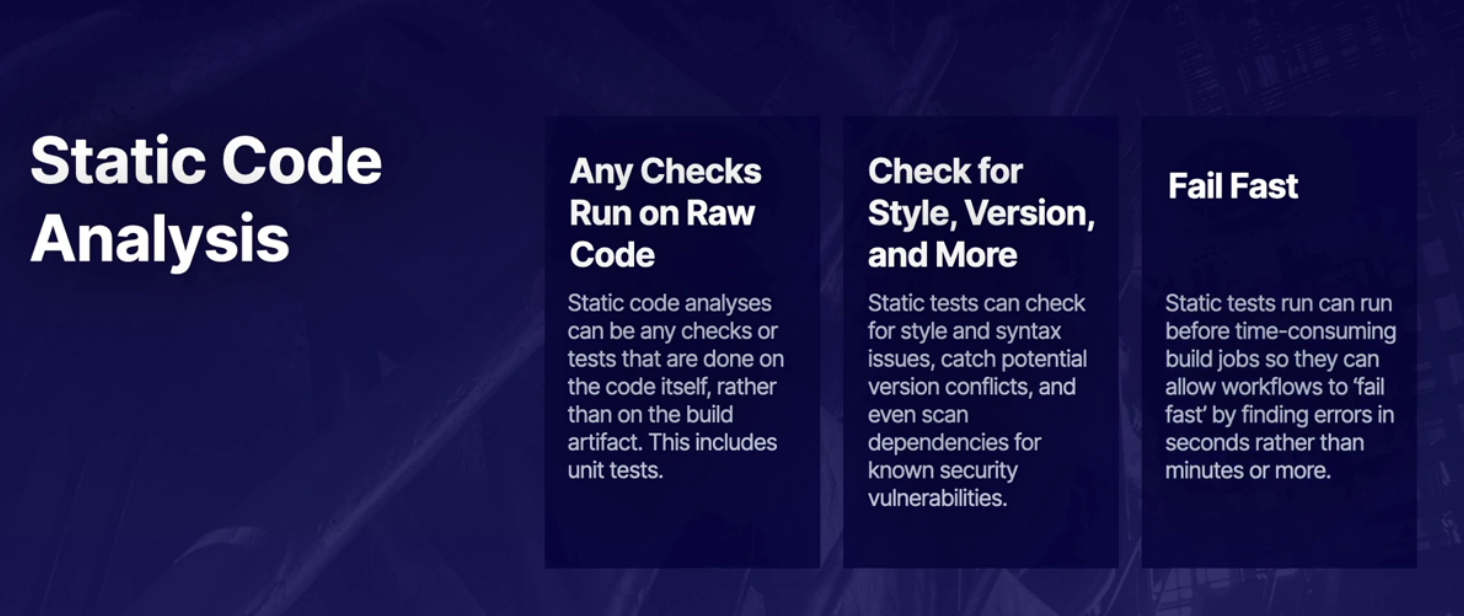 Static Code
Analysis
Any Checks
Run on Raw
Code
Static code analyses
can be any checks or
tests that are done on
the code itself, rather
than on the build
artifact. This includes
unit tests.
Check for
Style, Version,
and More
Static tests can check
for style and syntax
issues, catch potential
version conflicts, and
even scan
dependencies for
known security
vulnerabilities.
Fail Fast
Static tests run can run
before time-consuming
build jobs so they can
allow workflows to ‘fail
fast’ by finding errors in
seconds rather than
minutes or more.